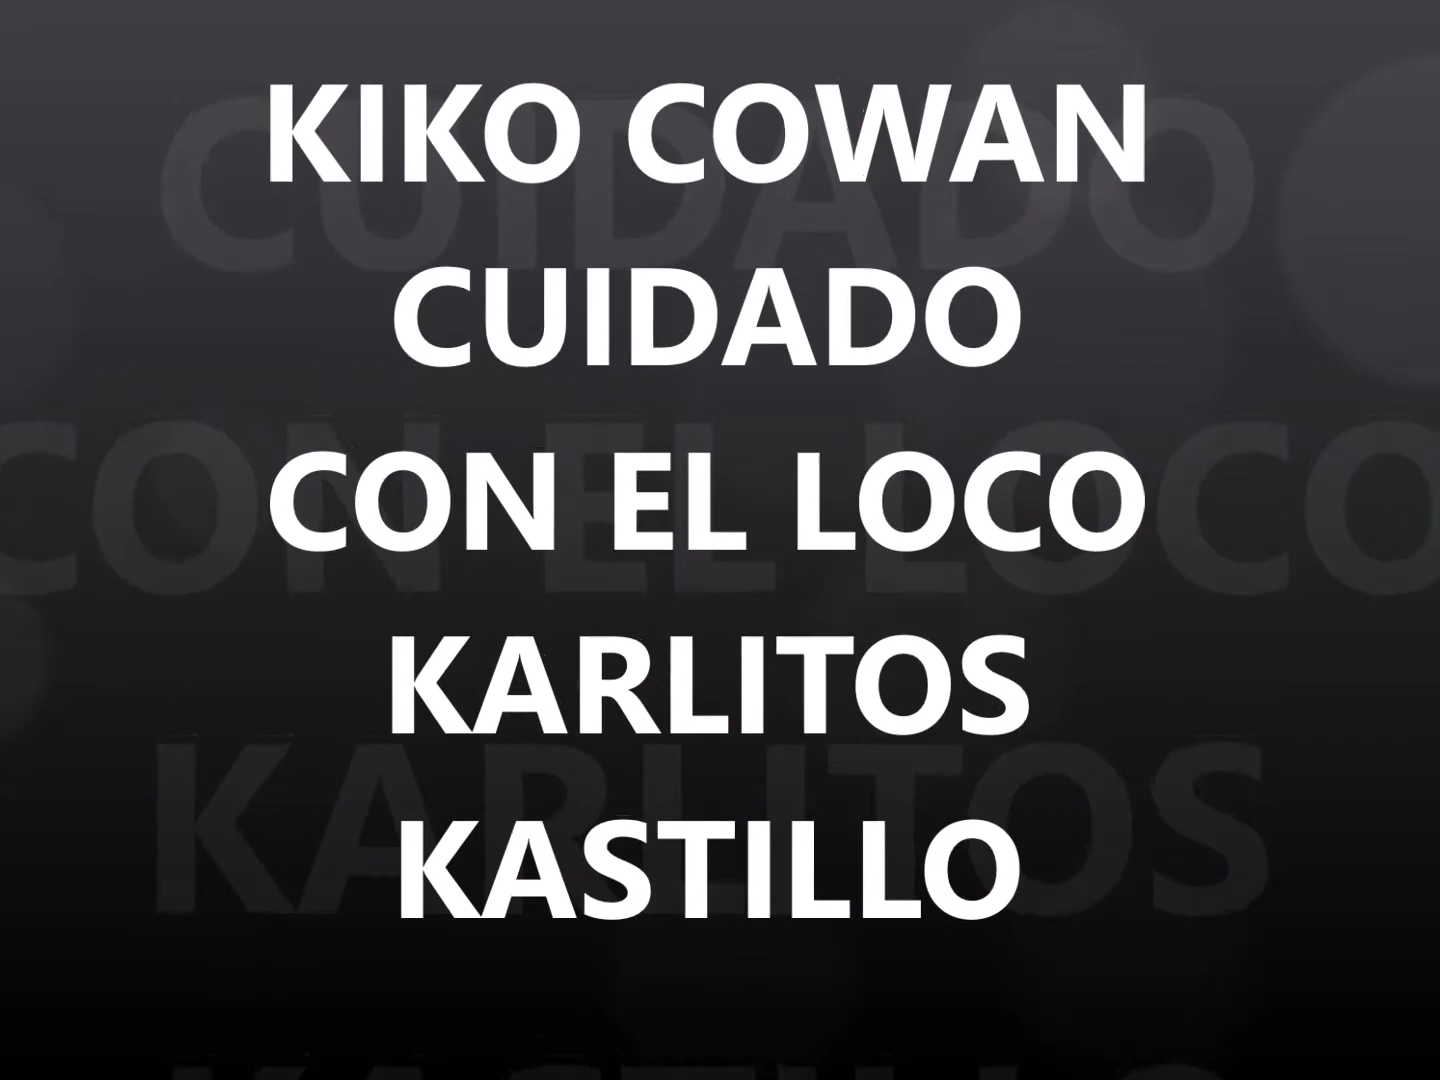 KIKO COWAN
CUIDADO
CON EL LOCO
KARLITOS
KASTILLO